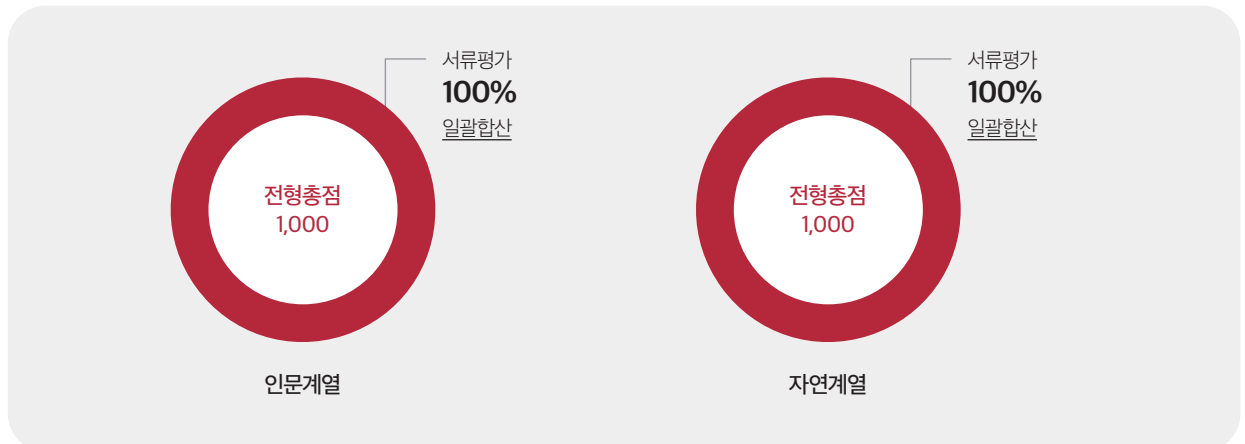 서류평가
100%
일괄합산
전형총점
1,000
인문계열
서류평가
100%
일괄합산
전형총점
1,000
자연계열